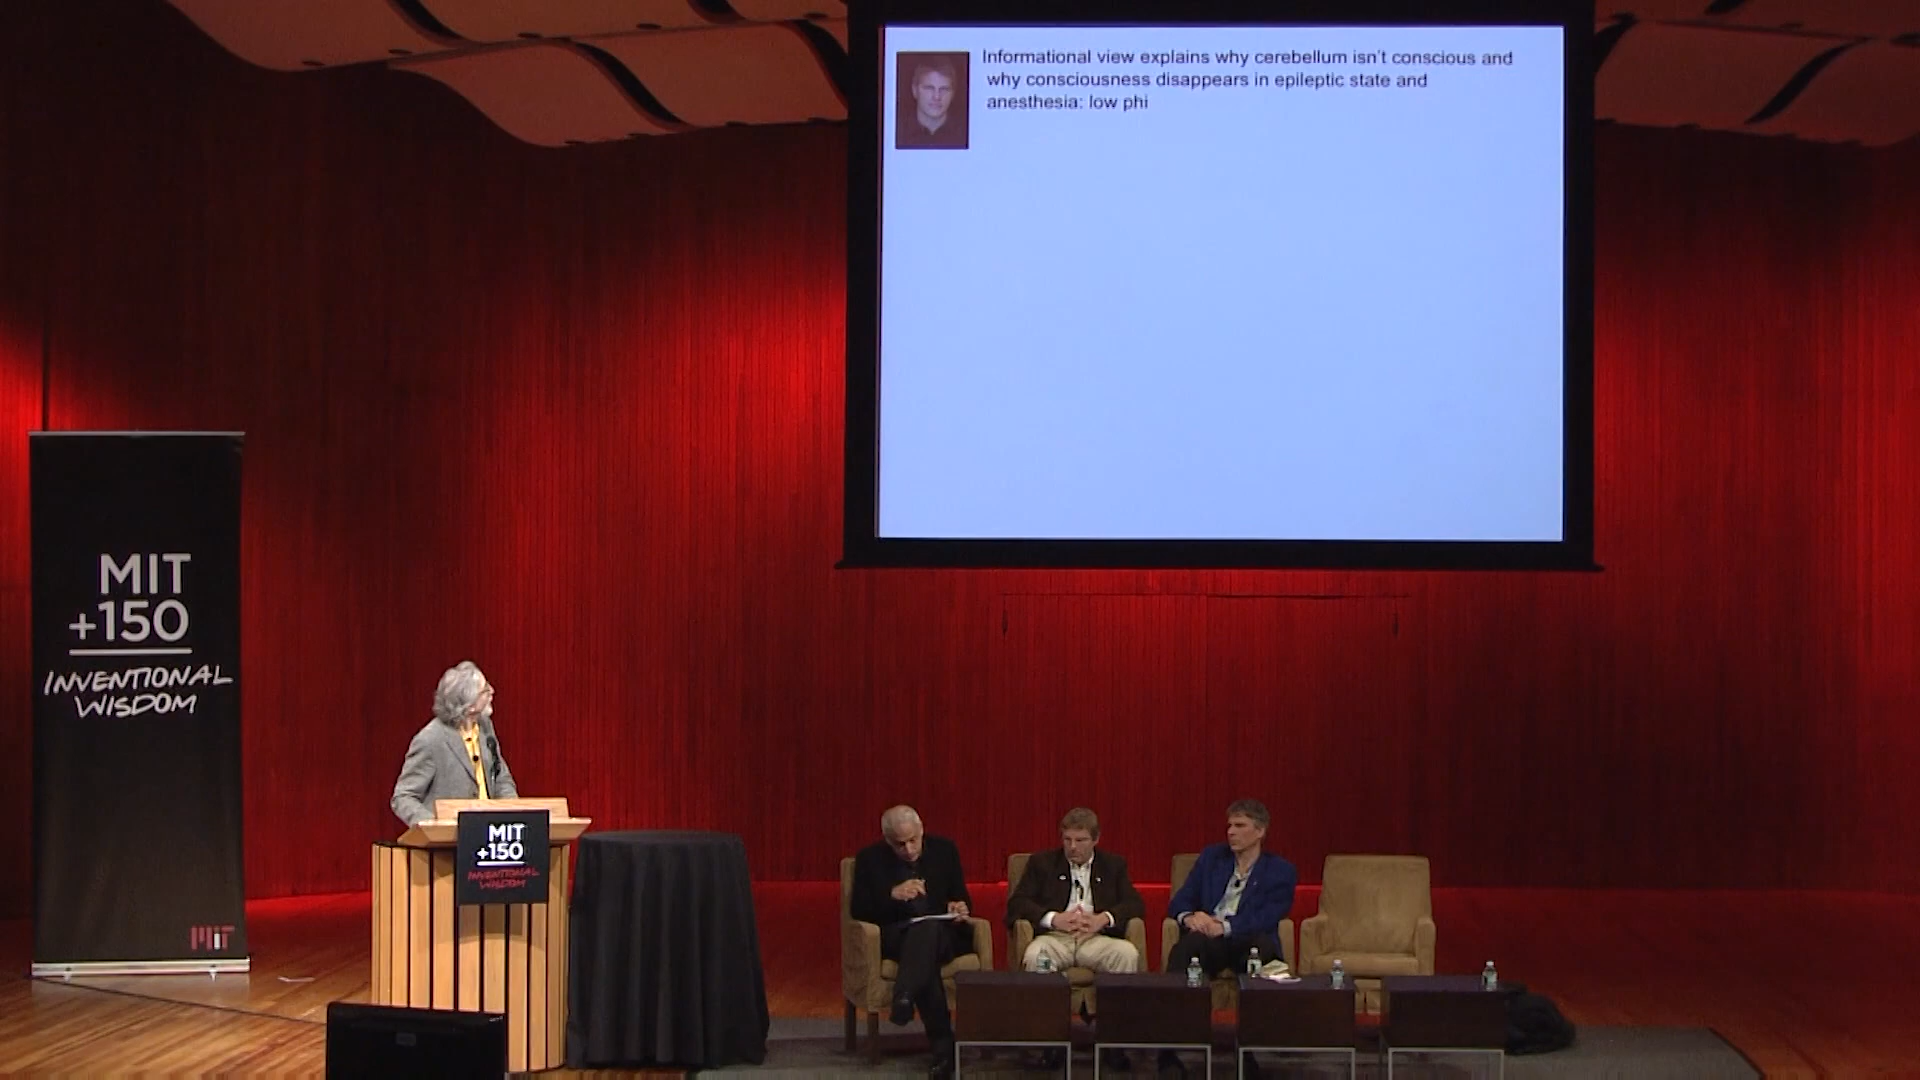 Informational view explains why cerebellum isn't conscious and
why consciousness disappears in epileptic state and
anesthesia: low phi
MIT
+150
INVENTIONAL
WISDOM
MIT
MIT
+150
INVENTIONAL
WISDOM